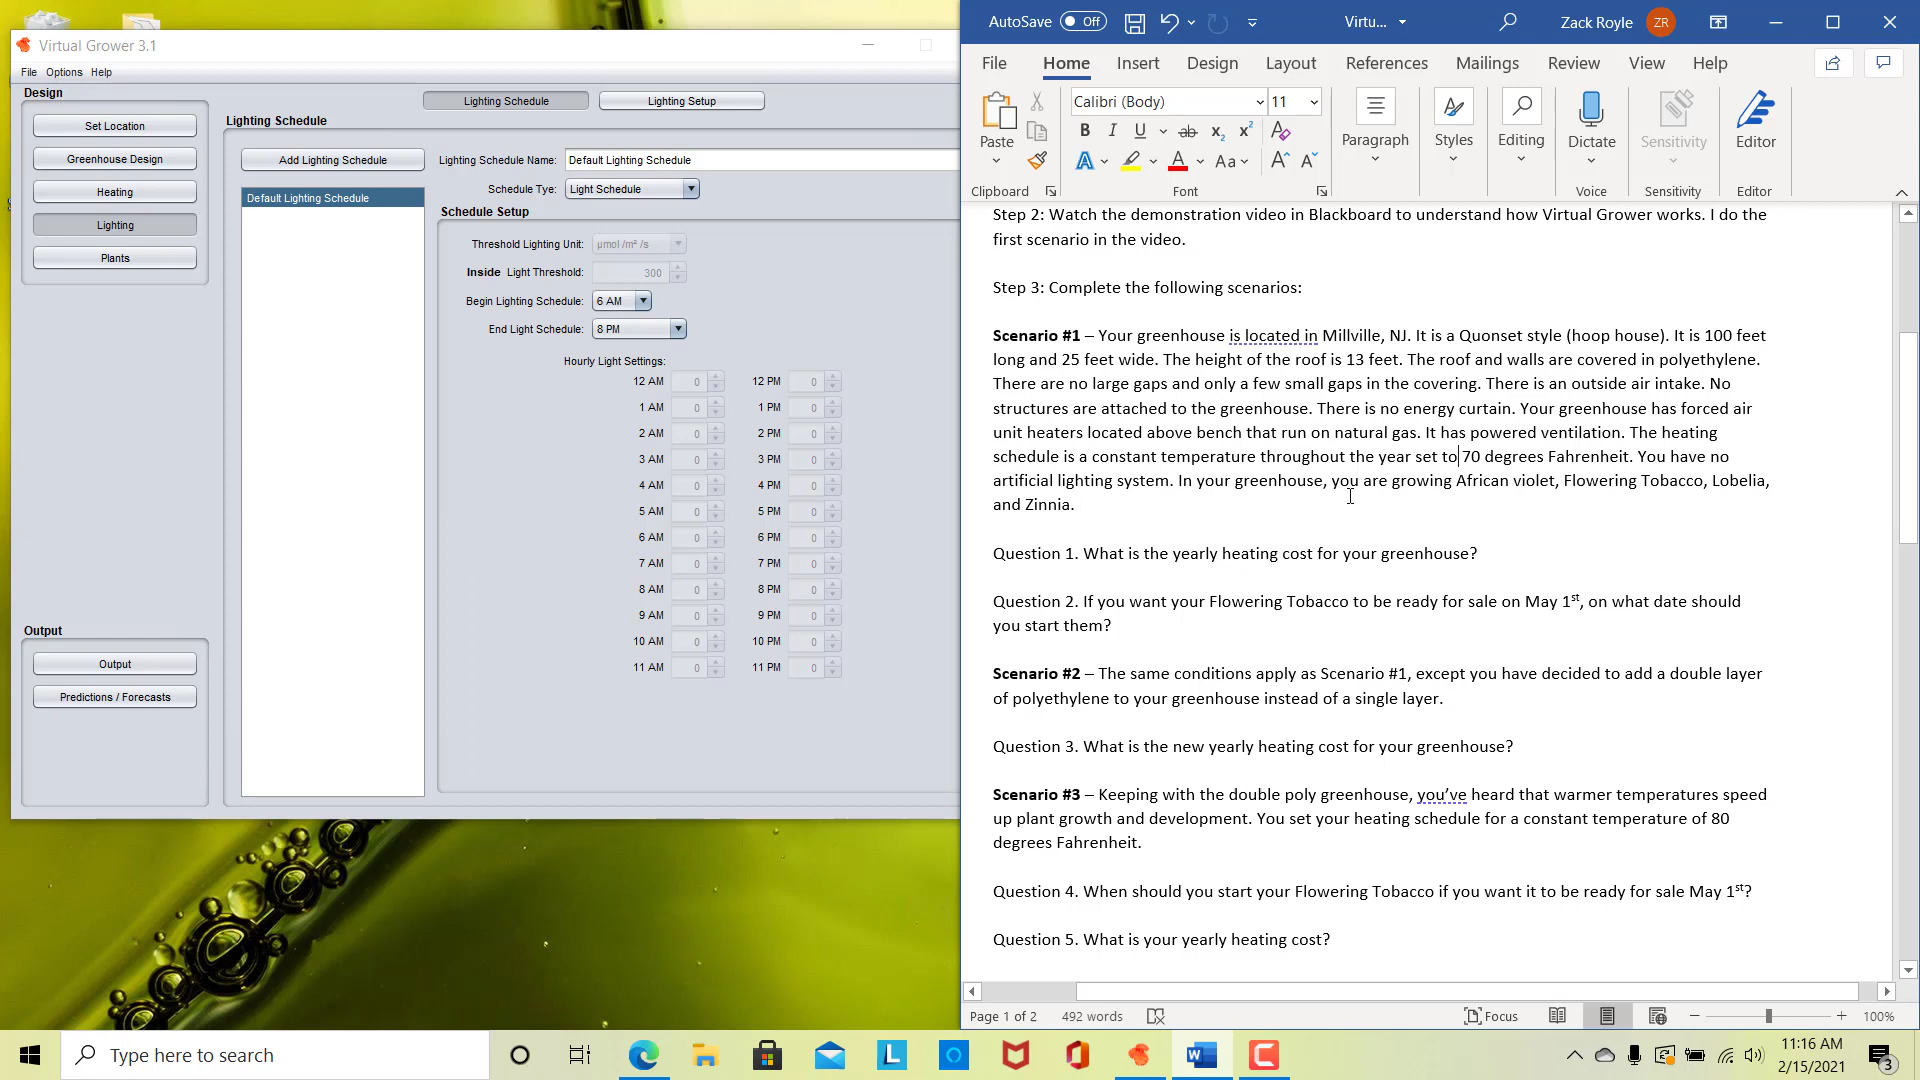 Virtual Grower 3.1
File Options Help
Design
Set Location
Greenhouse Design
Heating
Lighting
Plants
Output
Output
Predictions / Forecasts
Lighting Schedule
Lighting Setup
Lighting Schedule
Add Lighting Schedule
Default Lighting Schedule
Lighting Schedule Name: Default Lighting Schedule
Schedule Tye: Light Schedule
Schedule Setup
Threshold Lighting Unit: µmol /m² /s
Inside Light Threshold: 300
Begin Lighting Schedule: 6 AM
End Light Schedule: 8 PM
Hourly Light Settings:
12 AM 0 12 PM 0
1 AM 0 1 PM 0
2 AM 0 2 PM 0
3 AM 0 3 PM 0
4 AM 0 4 PM 0
5 AM 0 5 PM 0
6 AM 0 6 PM 0
7 AM 0 7 PM 0
8 AM 0 8 PM 0
9 AM 0 9 PM 0
10 AM 0 10 PM 0
11 AM 0 11 PM 0
AutoSave Off Virtu... Zack Royle ZR
File Home Insert Design Layout References Mailings Review View Help
Calibri (Body) 11
Paste
B I U ab x₂ x²
A A Aa A A
Paragraph Styles Editing Dictate Sensitivity Editor
Clipboard Font Voice Sensitivity Editor
Step 2: Watch the demonstration video in Blackboard to understand how Virtual Grower works. I do the
first scenario in the video.
Step 3: Complete the following scenarios:
Scenario #1 – Your greenhouse is located in Millville, NJ. It is a Quonset style (hoop house). It is 100 feet
long and 25 feet wide. The height of the roof is 13 feet. The roof and walls are covered in polyethylene.
There are no large gaps and only a few small gaps in the covering. There is an outside air intake. No
structures are attached to the greenhouse. There is no energy curtain. Your greenhouse has forced air
unit heaters located above bench that run on natural gas. It has powered ventilation. The heating
schedule is a constant temperature throughout the year set to 70 degrees Fahrenheit. You have no
artificial lighting system. In your greenhouse, you are growing African violet, Flowering Tobacco, Lobelia,
and Zinnia.
Question 1. What is the yearly heating cost for your greenhouse?
Question 2. If you want your Flowering Tobacco to be ready for sale on May 1st, on what date should
you start them?
Scenario #2 – The same conditions apply as Scenario #1, except you have decided to add a double layer
of polyethylene to your greenhouse instead of a single layer.
Question 3. What is the new yearly heating cost for your greenhouse?
Scenario #3 – Keeping with the double poly greenhouse, you’ve heard that warmer temperatures speed
up plant growth and development. You set your heating schedule for a constant temperature of 80
degrees Fahrenheit.
Question 4. When should you start your Flowering Tobacco if you want it to be ready for sale May 1st?
Question 5. What is your yearly heating cost?
Page 1 of 2 492 words Focus 100%
Type here to search
L
W
11:16 AM
2/15/2021
3